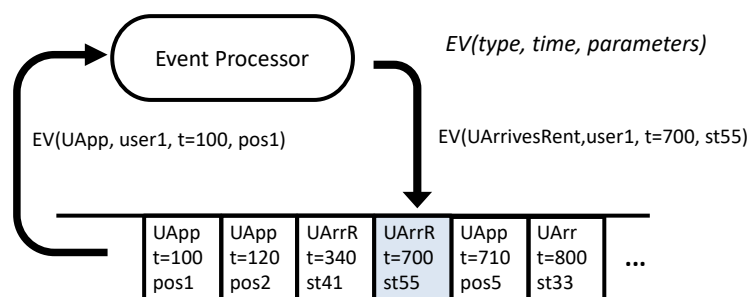 Event Processor
EV(type, time, parameters)
EV(UApp, user1, t=100, pos1)
EV(UArrivesRent,user1, t=700, st55)
UApp
t=100
pos1
UApp
t=120
pos2
UArrR
t=340
st41
UArrR
t=700
st55
UApp
t=710
pos5
UArr
t=800
st33
...